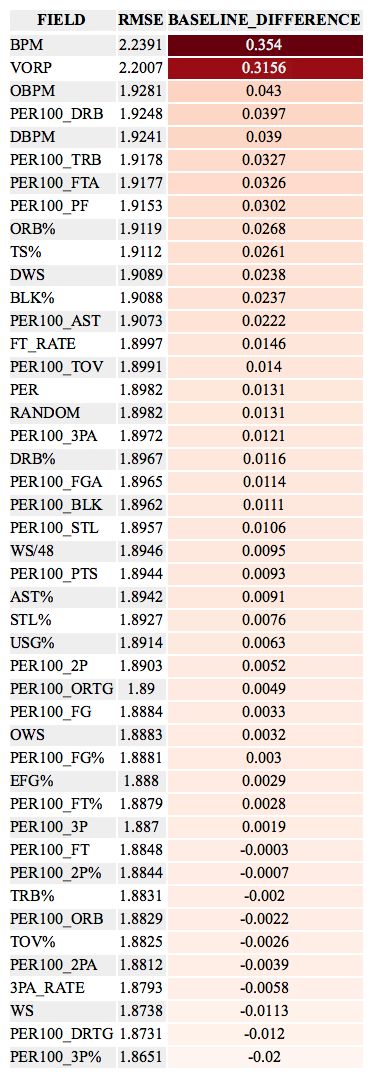 FIELD RMSE BASELINE_DIFFERENCE
BPM 2.2391 0.354
VORP 2.2007 0.3156
OBPM 1.9281 0.043
PER100_DRB 1.9248 0.0397
DBPM 1.9241 0.039
PER100_TRB 1.9178 0.0327
PER100_FTA 1.9177 0.0326
PER100_PF 1.9153 0.0302
ORB% 1.9119 0.0268
TS% 1.9112 0.0261
DWS 1.9089 0.0238
BLK% 1.9088 0.0237
PER100_AST 1.9073 0.0222
FT_RATE 1.8997 0.0146
PER100_TOV 1.8991 0.014
PER 1.8982 0.0131
RANDOM 1.8982 0.0131
PER100_3PA 1.8972 0.0121
DRB% 1.8967 0.0116
PER100_FGA 1.8965 0.0114
PER100_BLK 1.8962 0.0111
PER100_STL 1.8957 0.0106
WS/48 1.8946 0.0095
PER100_PTS 1.8944 0.0093
AST% 1.8942 0.0091
STL% 1.8927 0.0076
USG% 1.8914 0.0063
PER100_2P 1.8903 0.0052
PER100_ORTG 1.89 0.0049
PER100_FG 1.8884 0.0033
OWS 1.8883 0.0032
PER100_FG% 1.8881 0.003
EFG% 1.888 0.0029
PER100_FT% 1.8879 0.0028
PER100_3P 1.887 0.0019
PER100_FT 1.8848 -0.0003
PER100_2P% 1.8844 -0.0007
TRB% 1.8831 -0.002
PER100_ORB 1.8829 -0.0022
TOV% 1.8825 -0.0026
PER100_2PA 1.8812 -0.0039
3PA_RATE 1.8793 -0.0058
WS 1.8738 -0.0113
PER100_DRTG 1.8731 -0.012
PER100_3P% 1.8651 -0.02